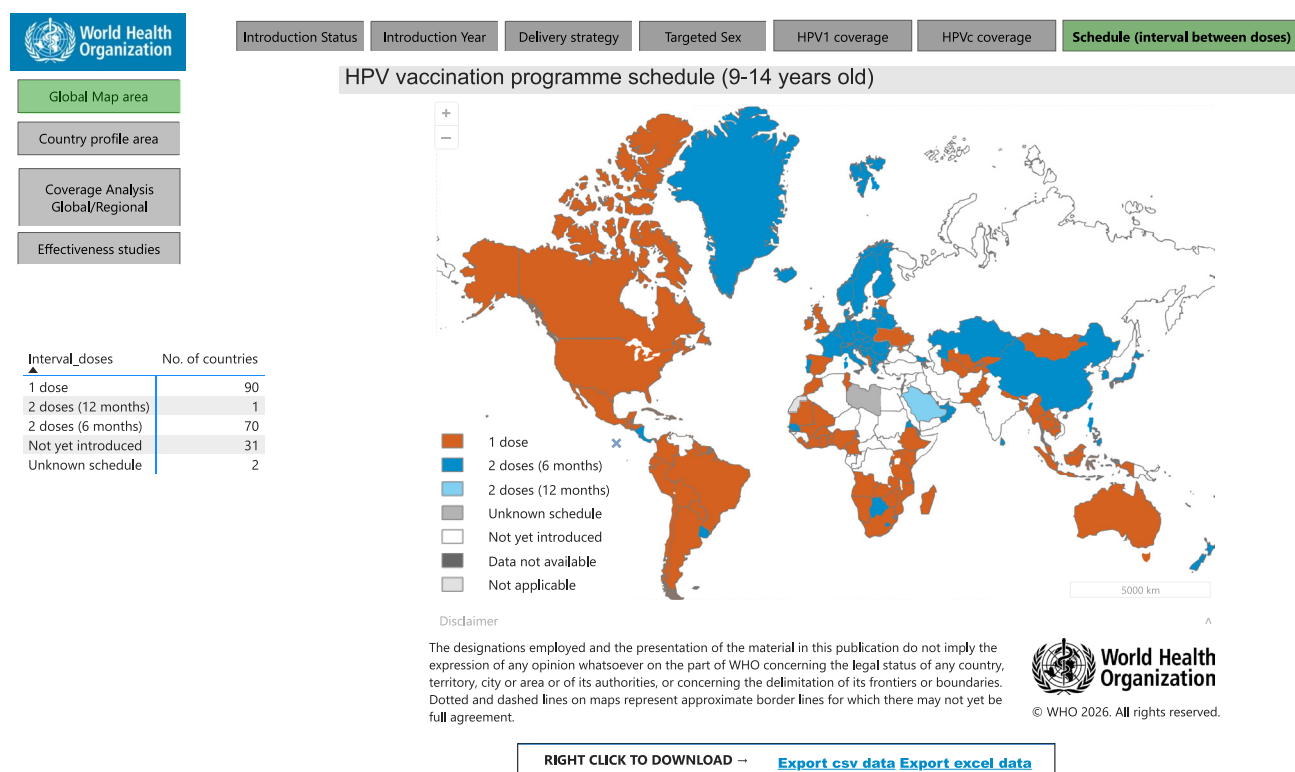 World Health
Organization
Introduction Status
Introduction Year
Delivery strategy
Targeted Sex
HPV1 coverage
HPVc coverage
Schedule (interval between doses)
Global Map area
Country profile area
Coverage Analysis
Global/Regional
Effectiveness studies
HPV vaccination programme schedule (9-14 years old)
+
−
Interval_doses No. of countries
1 dose 90
2 doses (12 months) 1
2 doses (6 months) 70
Not yet introduced 31
Unknown schedule 2
1 dose
2 doses (6 months)
2 doses (12 months)
Unknown schedule
Not yet introduced
Data not available
Not applicable
5000 km
Disclaimer
The designations employed and the presentation of the material in this publication do not imply the
expression of any opinion whatsoever on the part of WHO concerning the legal status of any country,
territory, city or area or of its authorities, or concerning the delimitation of its frontiers or boundaries.
Dotted and dashed lines on maps represent approximate border lines for which there may not yet be
full agreement.
World Health
Organization
© WHO 2026. All rights reserved.
RIGHT CLICK TO DOWNLOAD → Export csv data Export excel data